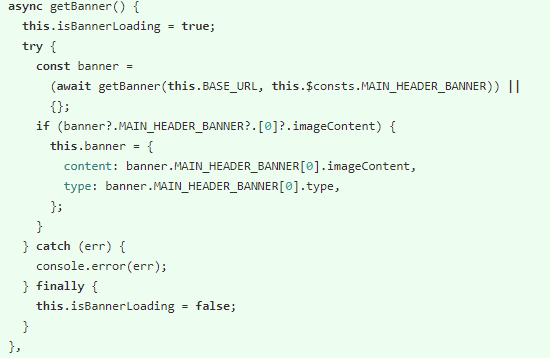 async getBanner() {
this.isBannerLoading = true;
try {
const banner =
(await getBanner(this.BASE_URL, this.$consts.MAIN_HEADER_BANNER)) ||
{};
if (banner?.MAIN_HEADER_BANNER?.[0]?.imageContent) {
this.banner = {
content: banner.MAIN_HEADER_BANNER[0].imageContent,
type: banner.MAIN_HEADER_BANNER[0].type,
};
}
} catch (err) {
console.error(err);
} finally {
this.isBannerLoading = false;
}
},